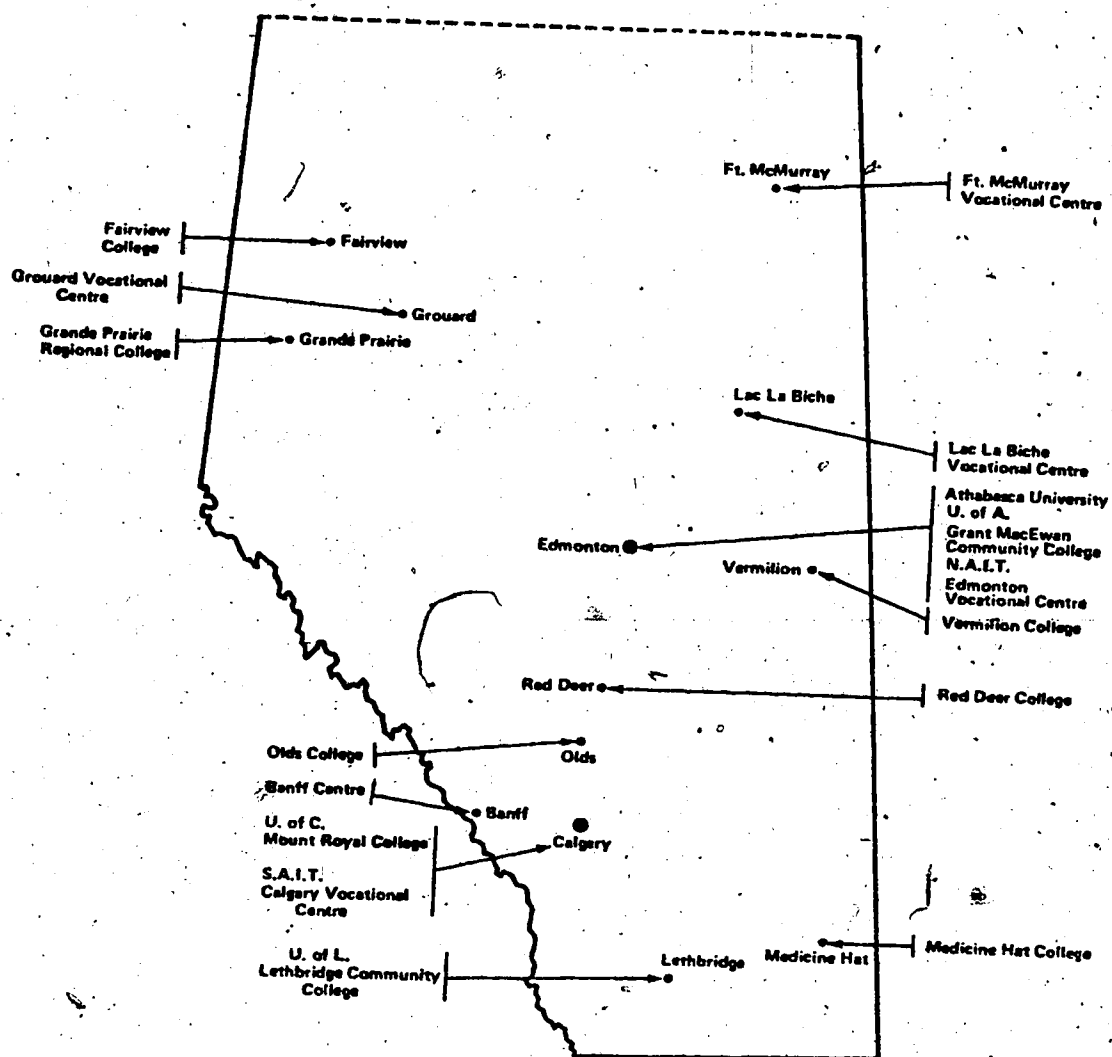 Ft. McMurray
Ft. McMurray
Vocational Centre
Fairview
College
Fairview
Grouard Vocational
Centre
Grouard
Grande Prairie
Regional College
Grande Prairie
Lac La Biche
Lac La Biche
Vocational Centre
Athabasca University
U. of A.
Grant MacEwan
Community College
N.A.I.T.
Edmonton
Vocational Centre
Edmonton
Vermilion
Vermilion College
Red Deer
Red Deer College
Olds College
Olds
Banff Centre
Banff
U. of C.
Mount Royal College
S.A.I.T.
Calgary Vocational
Centre
Calgary
Medicine Hat
Medicine Hat College
U. of L.
Lethbridge Community
College
Lethbridge